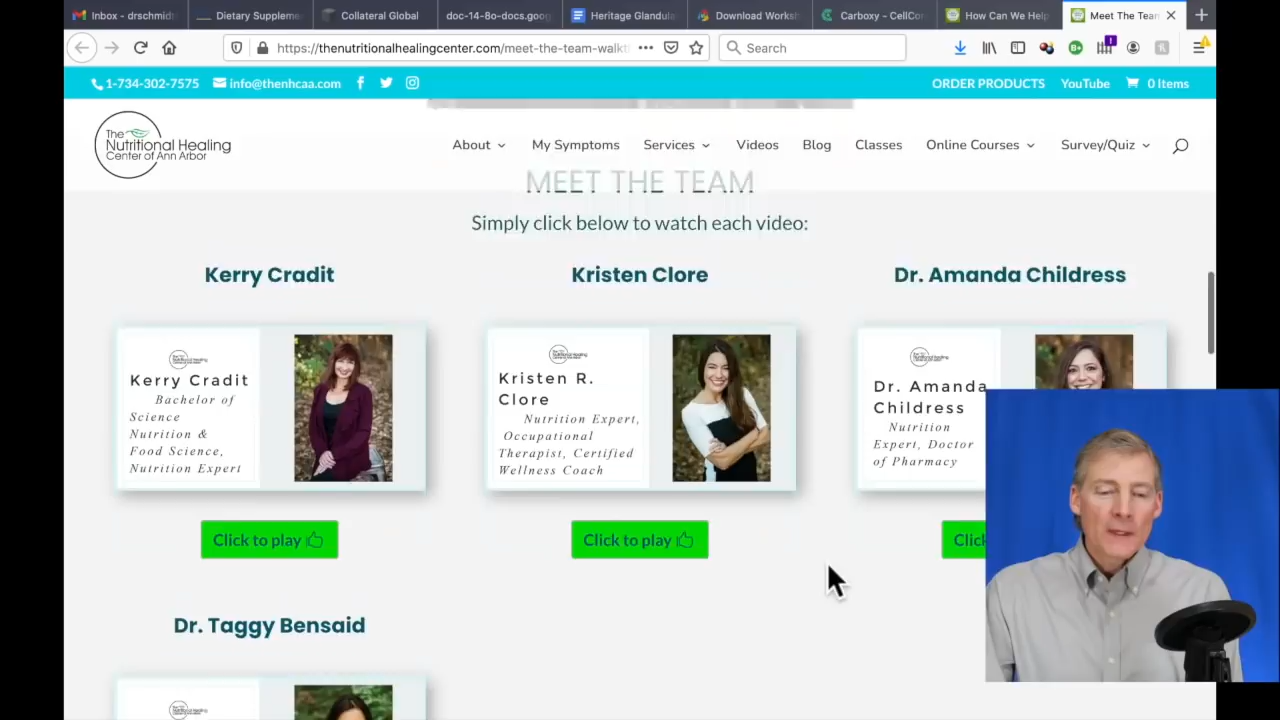 Inbox - drschmidt
Dietary Suppleme
Collateral Global
doc-14-8o-docs.goog
Heritage Glandula
Download Worksh
Carboxy - CellCor
How Can We Help
Meet The Team
https://thenutritionalhealingcenter.com/meet-the-team-walkt
Search
1-734-302-7575
info@thenhcaa.com
ORDER PRODUCTS
YouTube
0 Items
The
Nutritional Healing
Center of Ann Arbor
About
My Symptoms
Services
Videos
Blog
Classes
Online Courses
Survey/Quiz
MEET THE TEAM
Simply click below to watch each video:
Kerry Cradit
Kristen Clore
Dr. Amanda Childress
Kerry Cradit
Bachelor of
Science
Nutrition &
Food Science,
Nutrition Expert
Kristen R.
Clore
Nutrition Expert,
Occupational
Therapist, Certified
Wellness Coach
Dr. Amanda
Childress
Nutrition
Expert, Doctor
of Pharmacy
Click to play
Click to play
Click
Dr. Taggy Bensaid